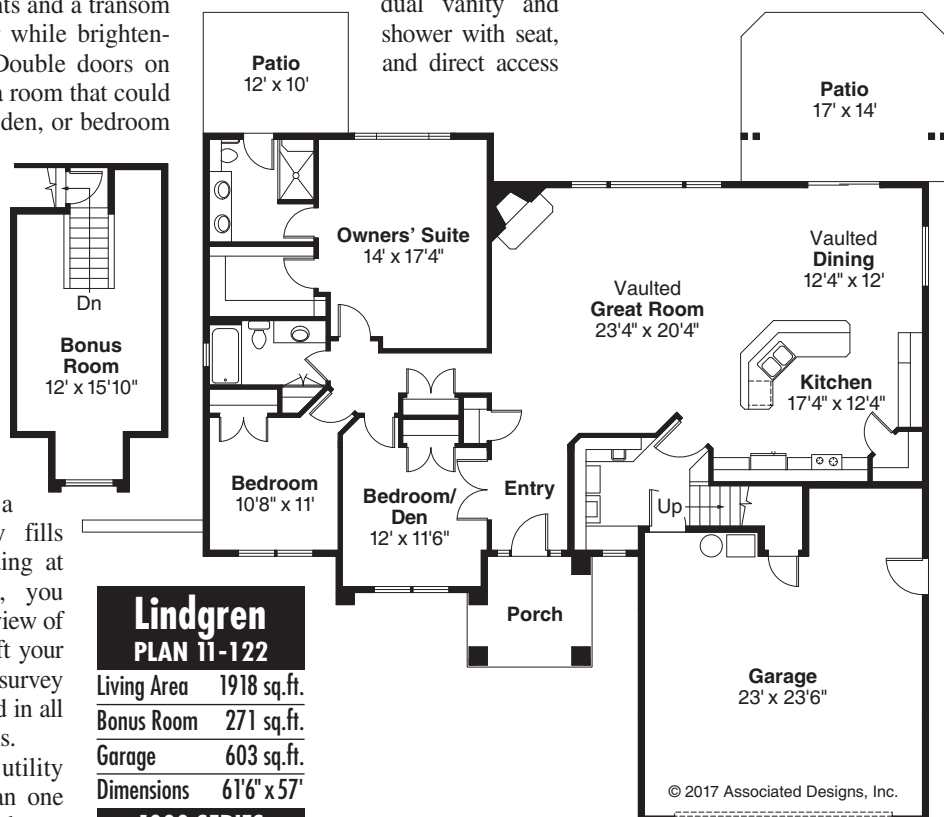 nts and a transom
while brighten-
Double doors on
a room that could
den, or bedroom
dual vanity and
shower with seat,
and direct access
Patio
12' x 10'
Patio
17' x 14'
Owners' Suite
14' x 17'4"
Vaulted
Great Room
23'4" x 20'4"
Vaulted
Dining
12'4" x 12'
Kitchen
17'4" x 12'4"
Dn
Bonus
Room
12' x 15'10"
Bedroom
10'8" x 11'
Bedroom/
Den
12' x 11'6"
Entry
Up
Porch
Garage
23' x 23'6"
© 2017 Associated Designs, Inc.
a
fills
ing at
, you
view of
ft your
survey
d in all
s.
utility
an one
Lindgren
PLAN 11-122
Living Area 1918 sq.ft.
Bonus Room 271 sq.ft.
Garage 603 sq.ft.
Dimensions 61'6" x 57'